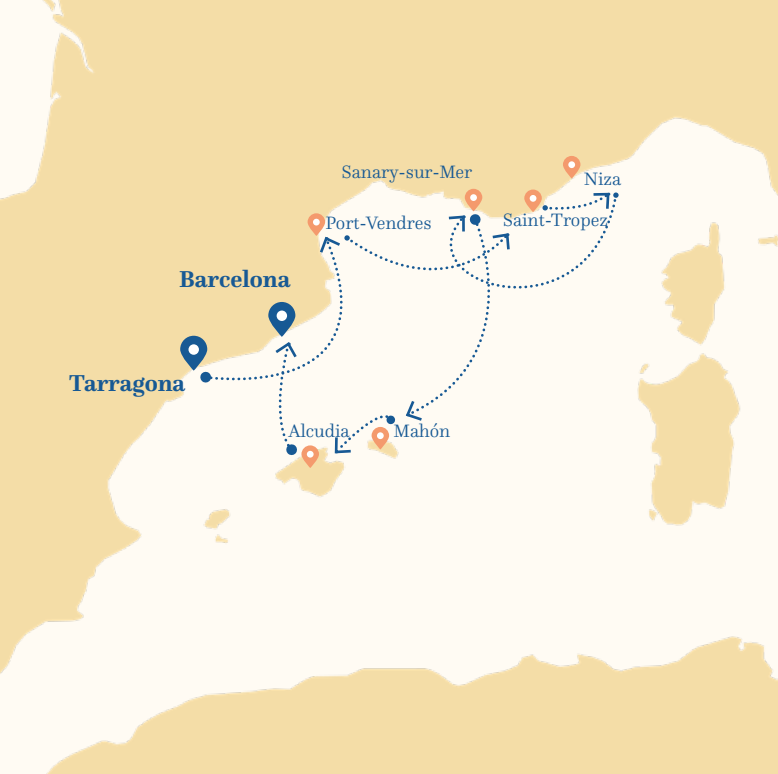 Sanary-sur-Mer
Niza
Port-Vendres
Saint-Tropez
Barcelona
Tarragona
Alcudia
Mahón